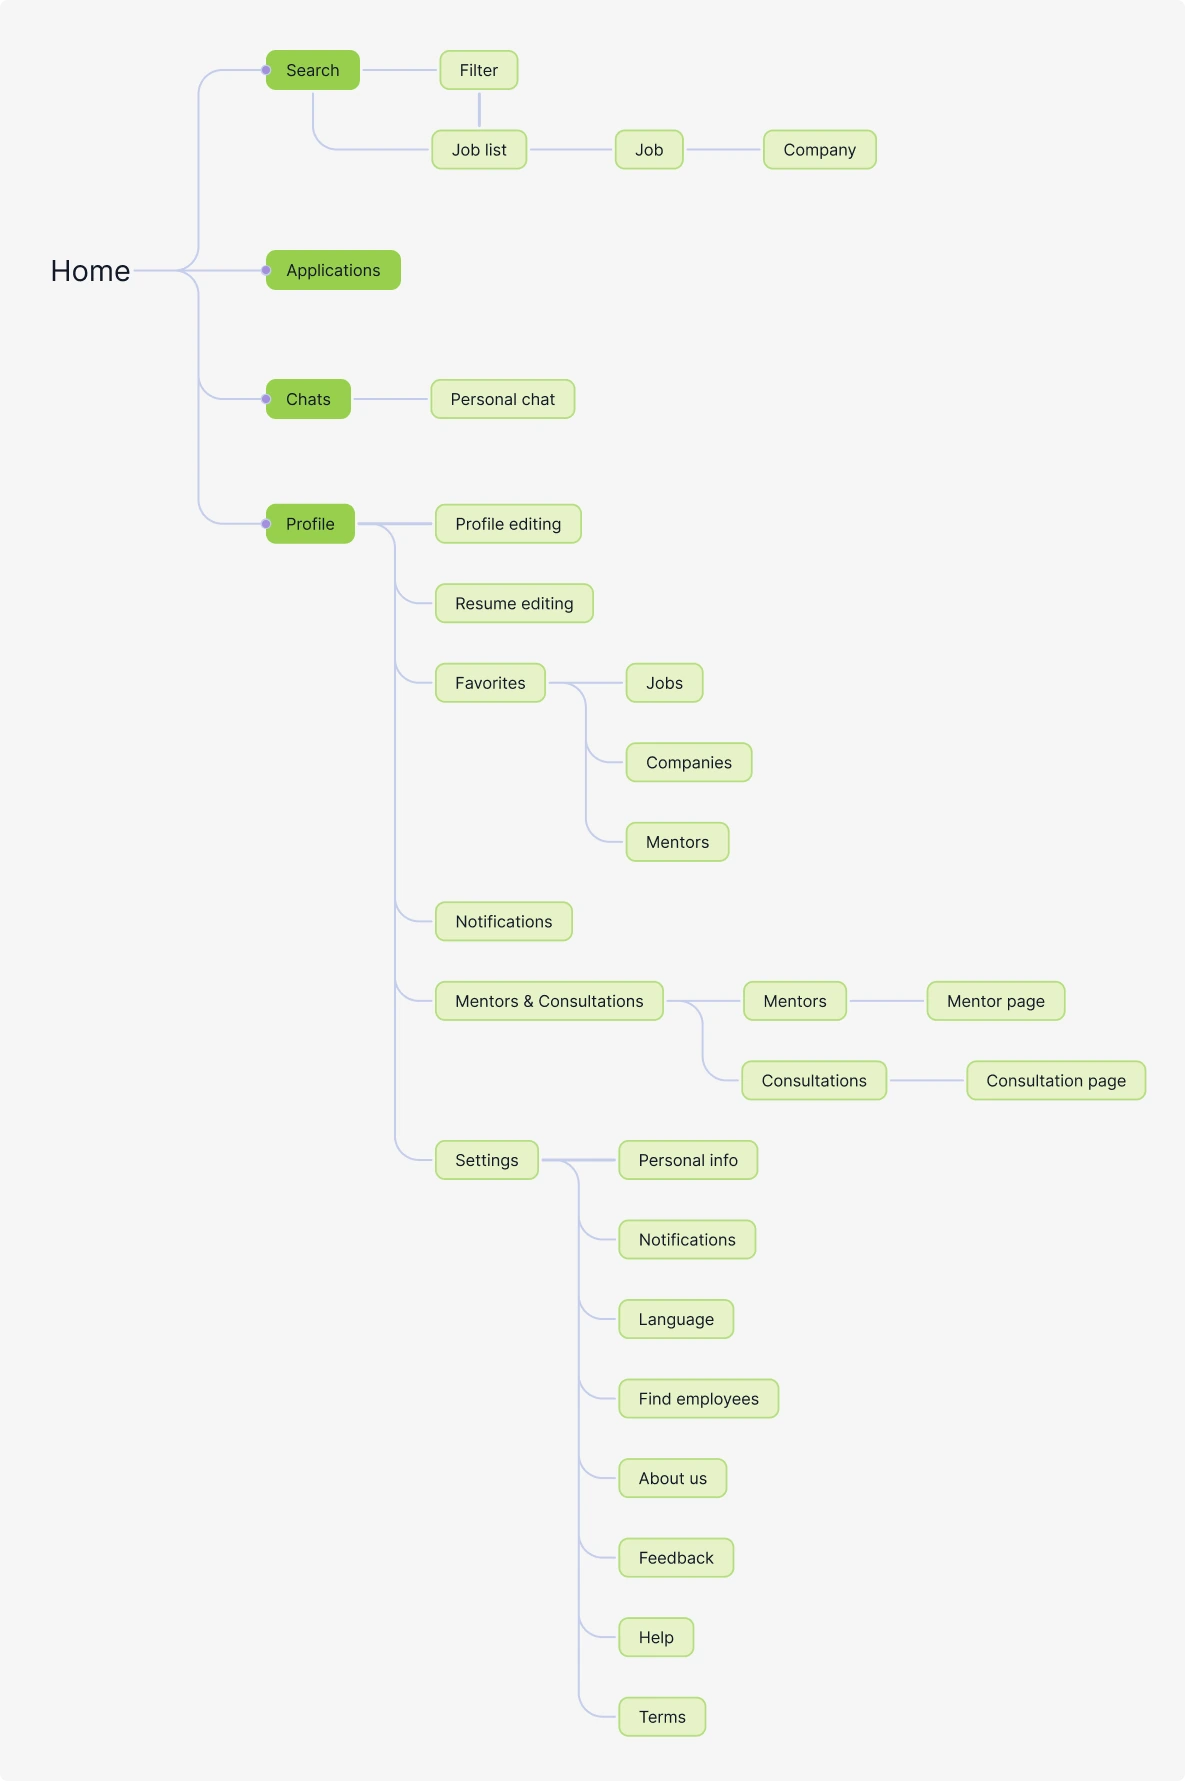 Search
Filter
Job list
Job
Company
Home
Applications
Chats
Personal chat
Profile
Profile editing
Resume editing
Favorites
Jobs
Companies
Mentors
Notifications
Mentors & Consultations
Mentors
Mentor page
Consultations
Consultation page
Settings
Personal info
Notifications
Language
Find employees
About us
Feedback
Help
Terms